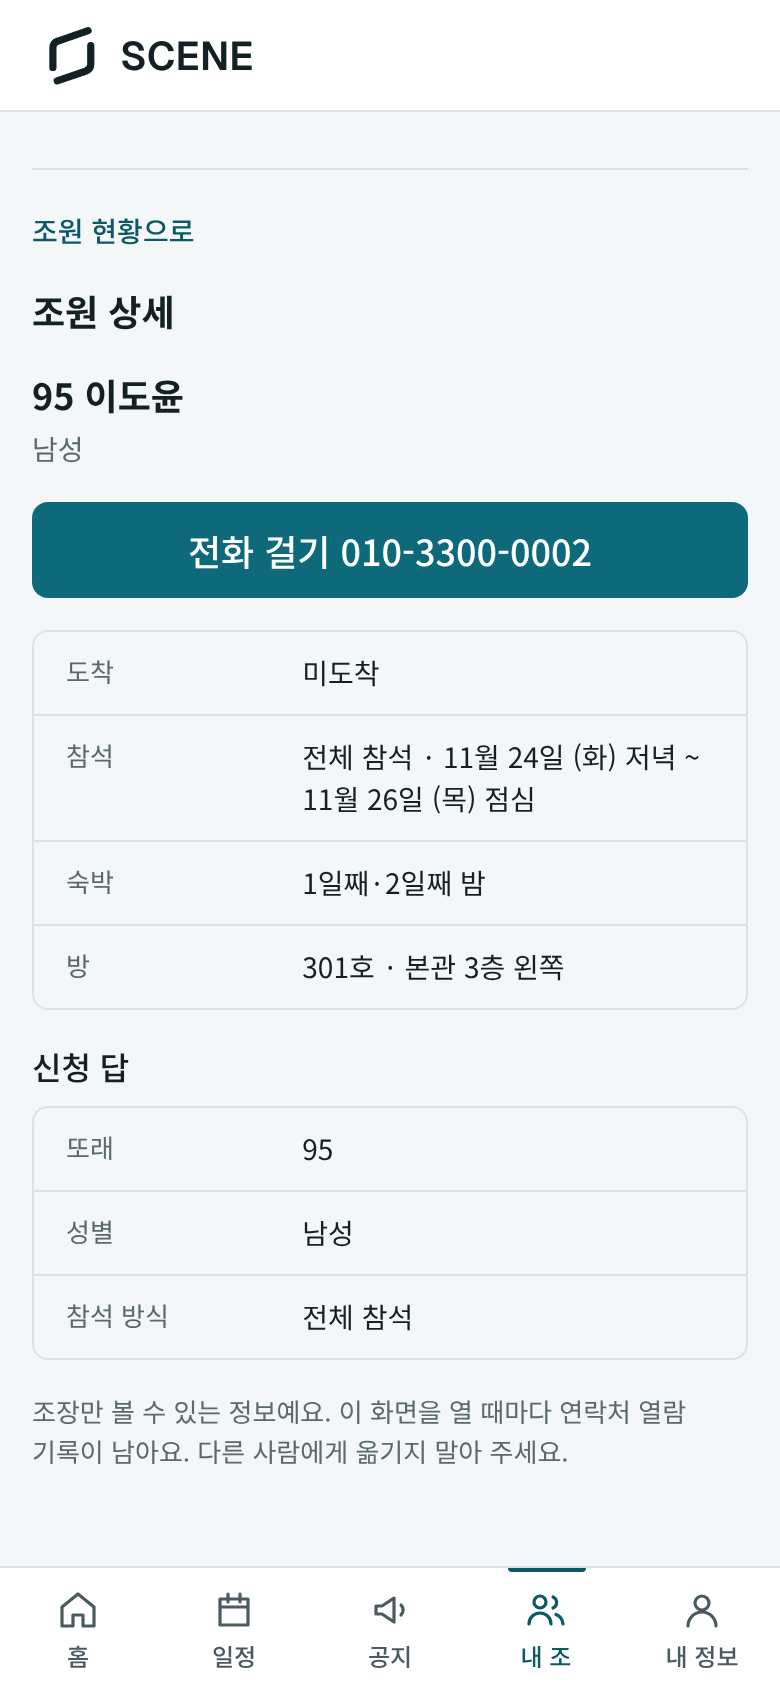 SCENE
조원 현황으로
조원 상세
95 이도윤
남성
전화 걸기 010-3300-0002
도착 미도착
참석 전체 참석 · 11월 24일 (화) 저녁 ~
11월 26일 (목) 점심
숙박 1일째·2일째 밤
방 301호 · 본관 3층 왼쪽
신청 답
또래 95
성별 남성
참석 방식 전체 참석
조장만 볼 수 있는 정보예요. 이 화면을 열 때마다 연락처 열람
기록이 남아요. 다른 사람에게 옮기지 말아 주세요.
홈 일정 공지 내 조 내 정보